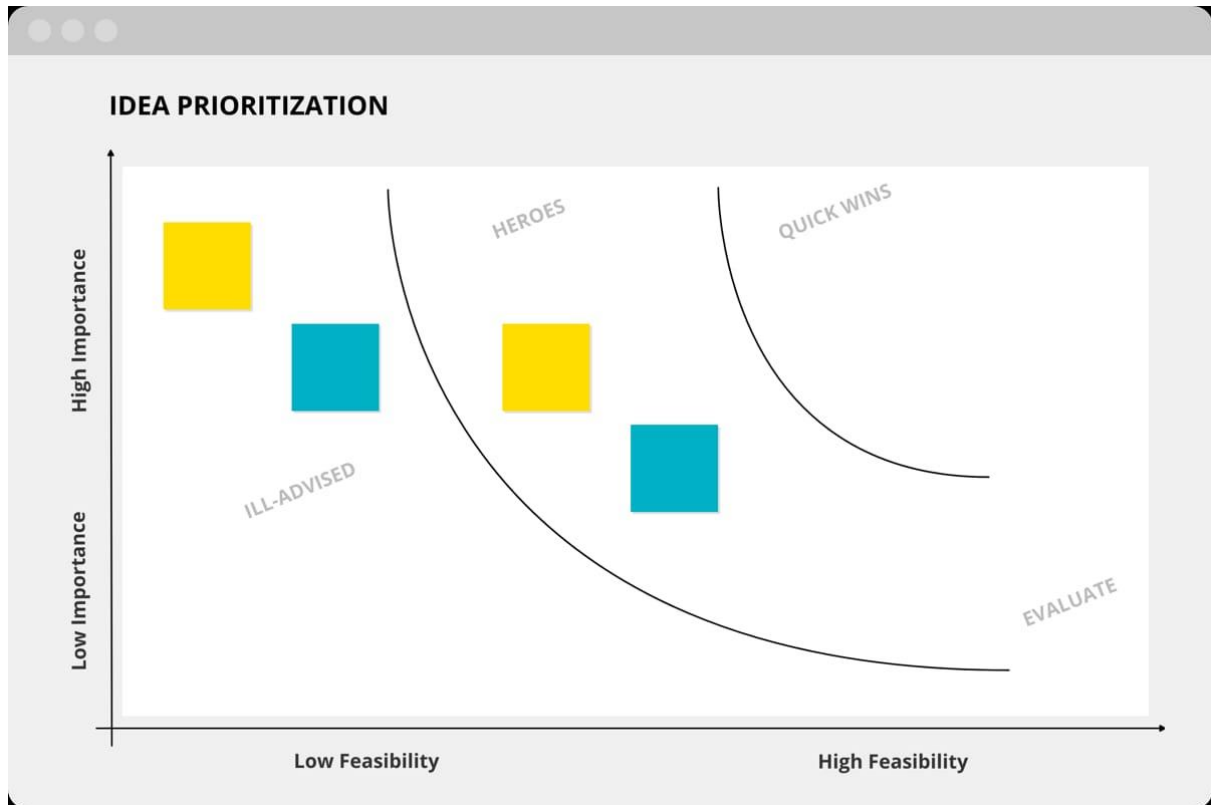 IDEA PRIORITIZATION
HEROES
QUICK WINS
High Importance
ILL-ADVISED
Low Importance
EVALUATE
Low Feasibility
High Feasibility